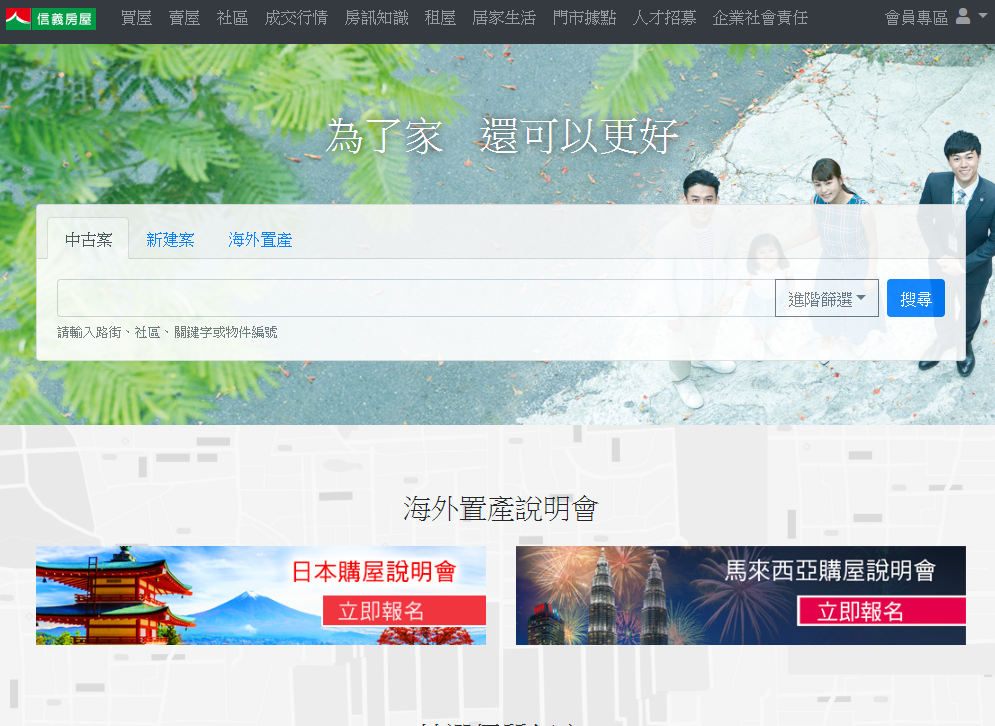 信義房屋 買屋 賣屋 社區 成交行情 房訊知識 租屋 居家生活 門市據點 人才招募 企業社會責任 會員專區
為了家 還可以更好
中古案 新建案 海外置產
進階篩選 搜尋
請輸入路街、社區、關鍵字或物件編號
海外置產說明會
日本購屋說明會
立即報名
馬來西亞購屋說明會
立即報名